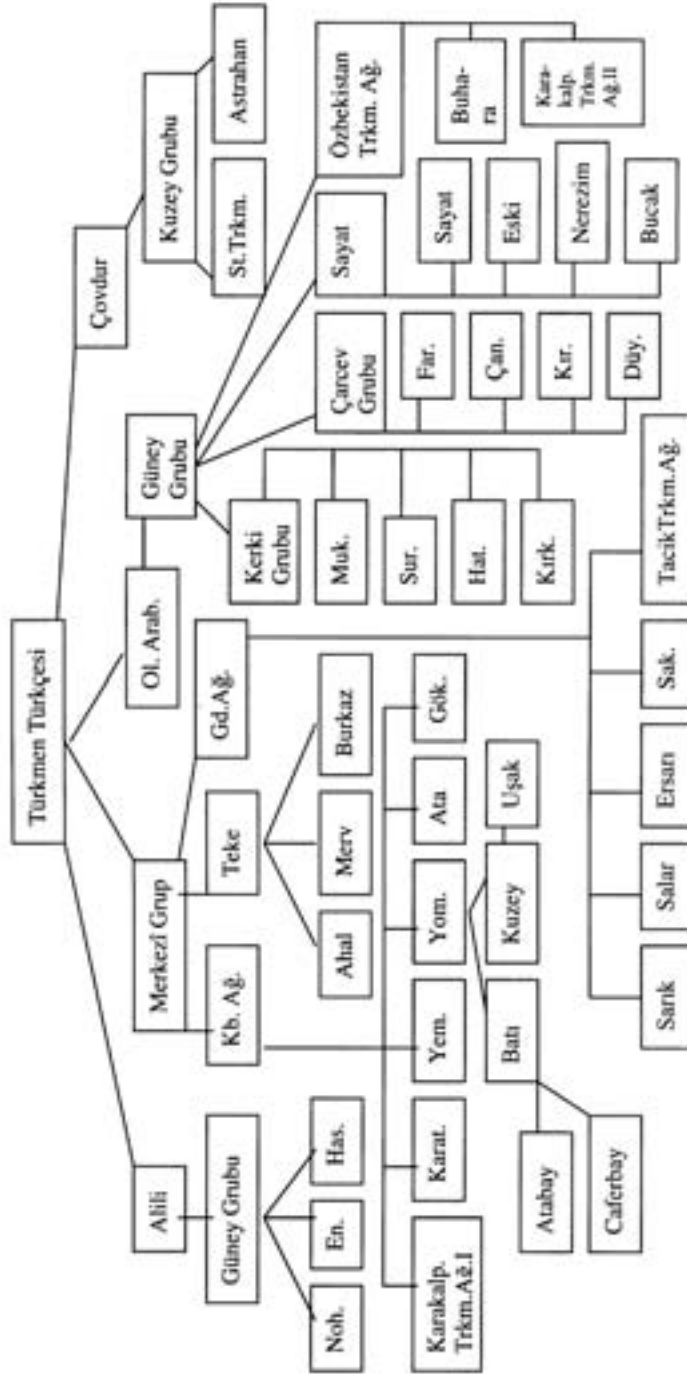 Türkmen Türkçesi
Alili
Merkezi Grup
Ol. Arab.
Çovdur
Güney Grubu
Kb. Ağ.
Teke
Gd.Ağ.
Güney
Grubu
Kuzey Grubu
Noh.
En.
Has.
Ahal
Merv
Burkaz
Kerki
Grubu
Muk.
Sur.
Hat.
Kırk.
St.Trkm.
Astrahan
Karakalp.
Trkm.Ağ.I
Karat.
Yem.
Yom.
Ata
Gök.
Çarcev
Grubu
Far.
Çan.
Kır.
Düy.
Sayat
Sayat
Eski
Nerezim
Bucak
Özbekistan
Trkm. Ağ.
Buha-
ra
Kara-
kalp.
Trkm.
Ağ.II
Batı
Kuzey
Uşak
Atabay
Caferbay
Sarık
Salar
Ersarı
Sak.
TacikTrkm.Ağ.